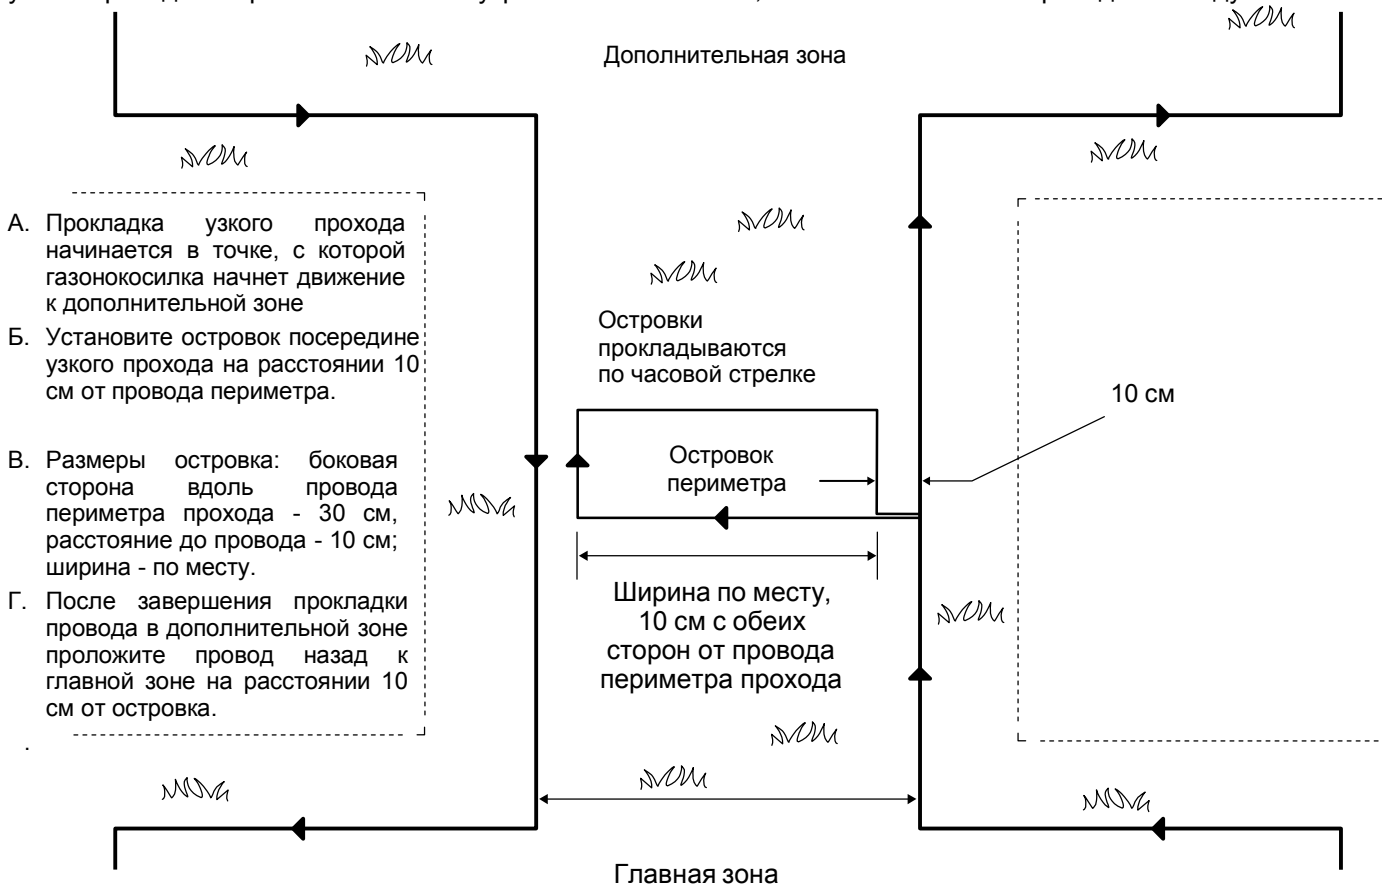 Дополнительная зона
А. Прокладка узкого прохода
начинается в точке, с которой
газонокосилка начнет движение
к дополнительной зоне
Б. Установите островок посередине
узкого прохода на расстоянии 10
см от провода периметра.
В. Размеры островка: боковая
сторона вдоль провода
периметра прохода - 30 см,
расстояние до провода - 10 см;
ширина - по месту.
Г. После завершения прокладки
провода в дополнительной зоне
проложите провод назад к
главной зоне на расстоянии 10
см от островка.
.
Островки
прокладываются
по часовой стрелке
10 см
Островок
периметра
Ширина по месту,
10 см с обеих
сторон от провода
периметра прохода
Главная зона